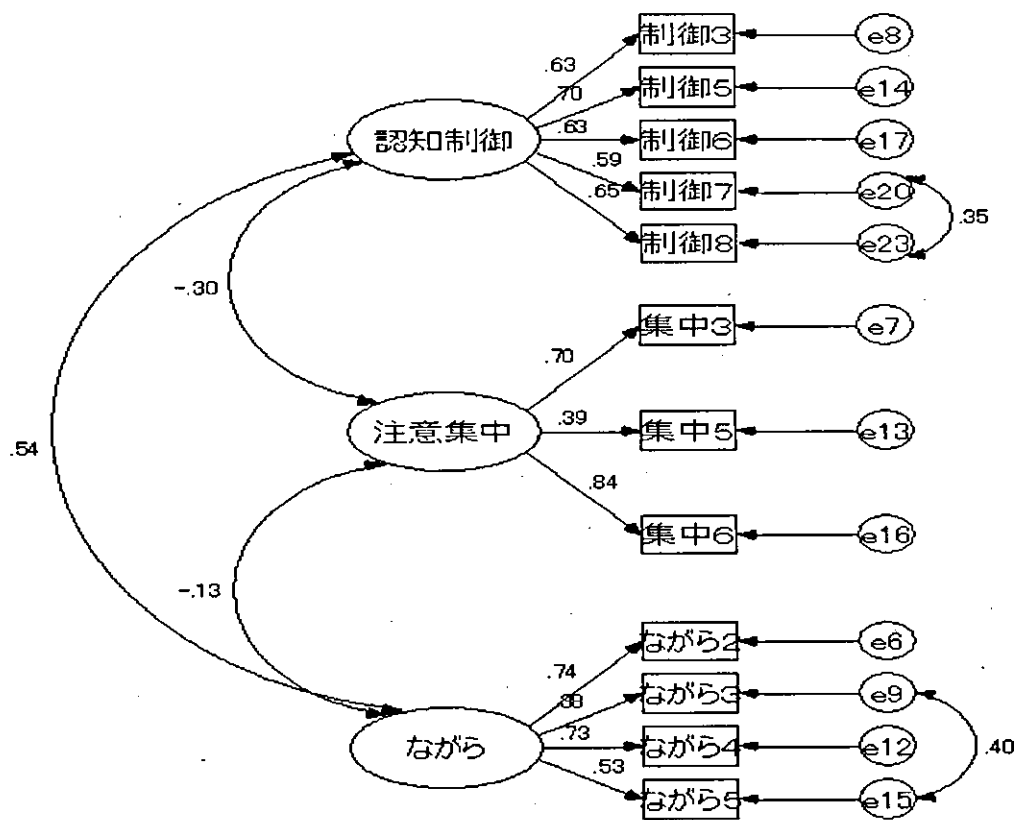 制御3
e8
.63
制御5
e14
.70
認知制御
.63
制御6
e17
.59
制御7
e20
.65
.35
制御8
e23
-.30
集中3
e7
.70
.54
注意集中
.39
集中5
e13
.84
集中6
e16
-.13
ながら2
e6
.74
ながら3
e9
.38
.73
ながら
ながら4
e12
.40
.53
ながら5
e15